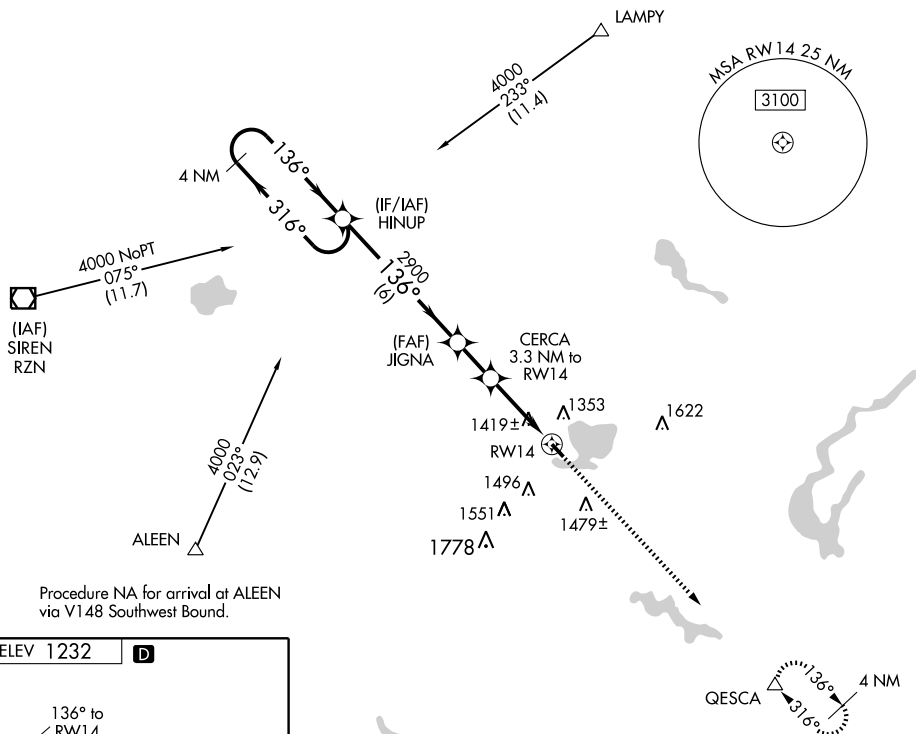 LAMPY
4000
233°
(11.4)
MSA RW14 25 NM
3100
136°
4 NM
316°
(IF/IAF)
HINUP
4000 NoPT
075°
(11.7)
(IAF)
SIREN
RZN
2900
136°
(6)
(FAF)
JIGNA
CERCA
3.3 NM to
RW14
1419±
1353
1622
RW14
1496
1551
1479±
1778
4000
023°
(12.9)
ALEEN
Procedure NA for arrival at ALEEN
via V148 Southwest Bound.
ELEV 1232
D
136° to
RW14
QESCA
136°
4 NM
316°